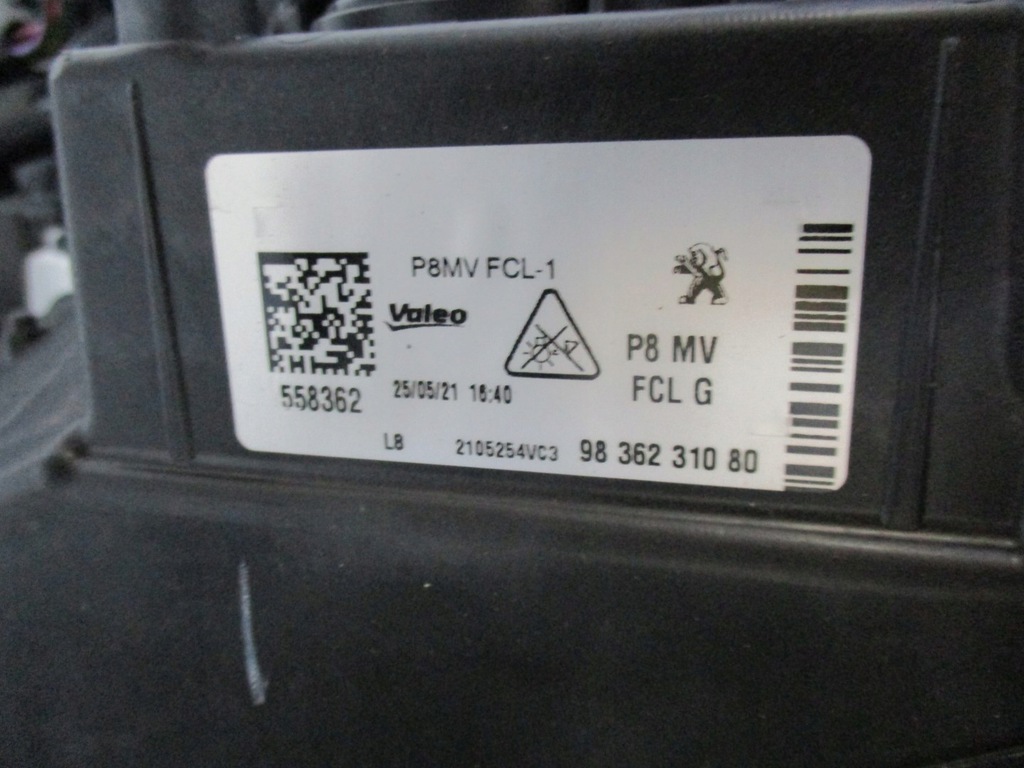 P8MV FCL-1
Valeo
P8 MV
FCL G
558362
25/05/21 16:40
L8
2105254VC3
98 362 310 80